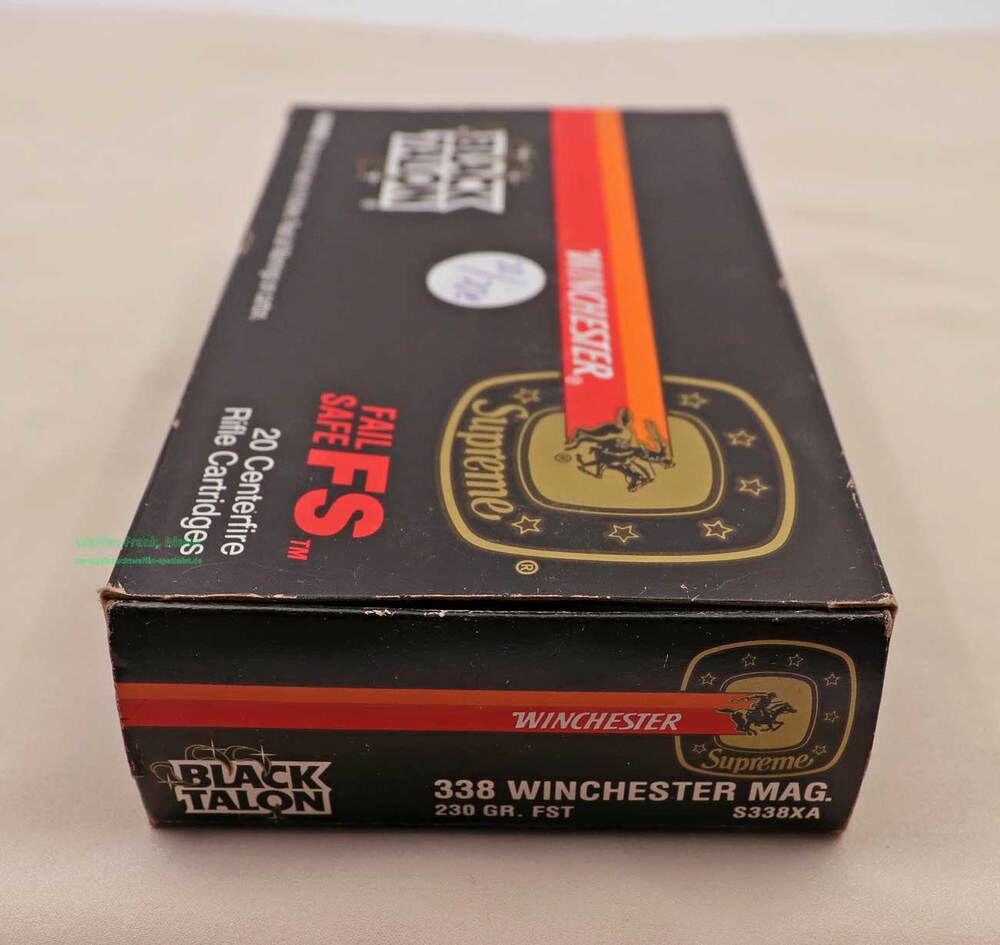 BLACK
TALON
WINCHESTER®
Supreme
®
FAIL
SAFE
FS™
20 Centerfire
Rifle Cartridges
WINCHESTER
Supreme
BLACK
TALON
338 WINCHESTER MAG.
230 GR. FST
S338XA